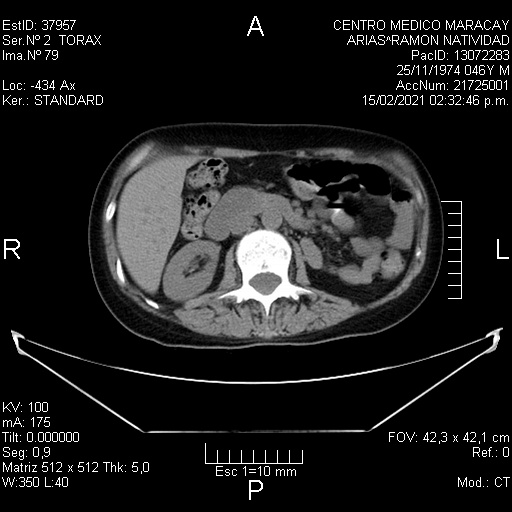 EstID: 37957
Ser.Nº 2 TORAX
Ima.Nº 79
Loc: -434 Ax
Ker.: STANDARD
A
CENTRO MEDICO MARACAY
ARIAS^RAMON NATIVIDAD
PacID: 13072283
25/11/1974 046Y M
AccNum: 21725001
15/02/2021 02:32:46 p.m.
R
L
KV: 100
mA: 175
Tilt: 0.000000
Seg: 0,9
Matriz 512 x 512 Thk: 5,0
W:350 L:40
Esc 1=10 mm
P
FOV: 42,3 x 42,1 cm
Ref.: 0
Mod.: CT